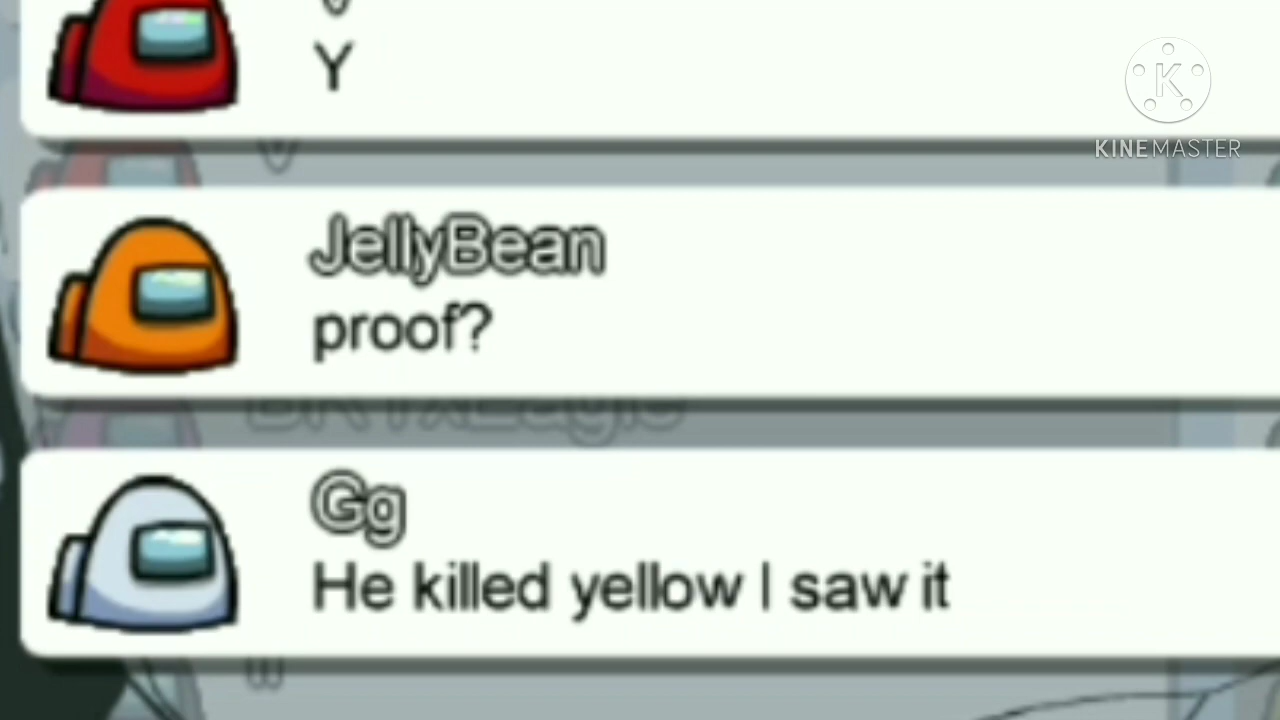 Y
KINEMASTER
JellyBean
proof?
Gg
He killed yellow I saw it